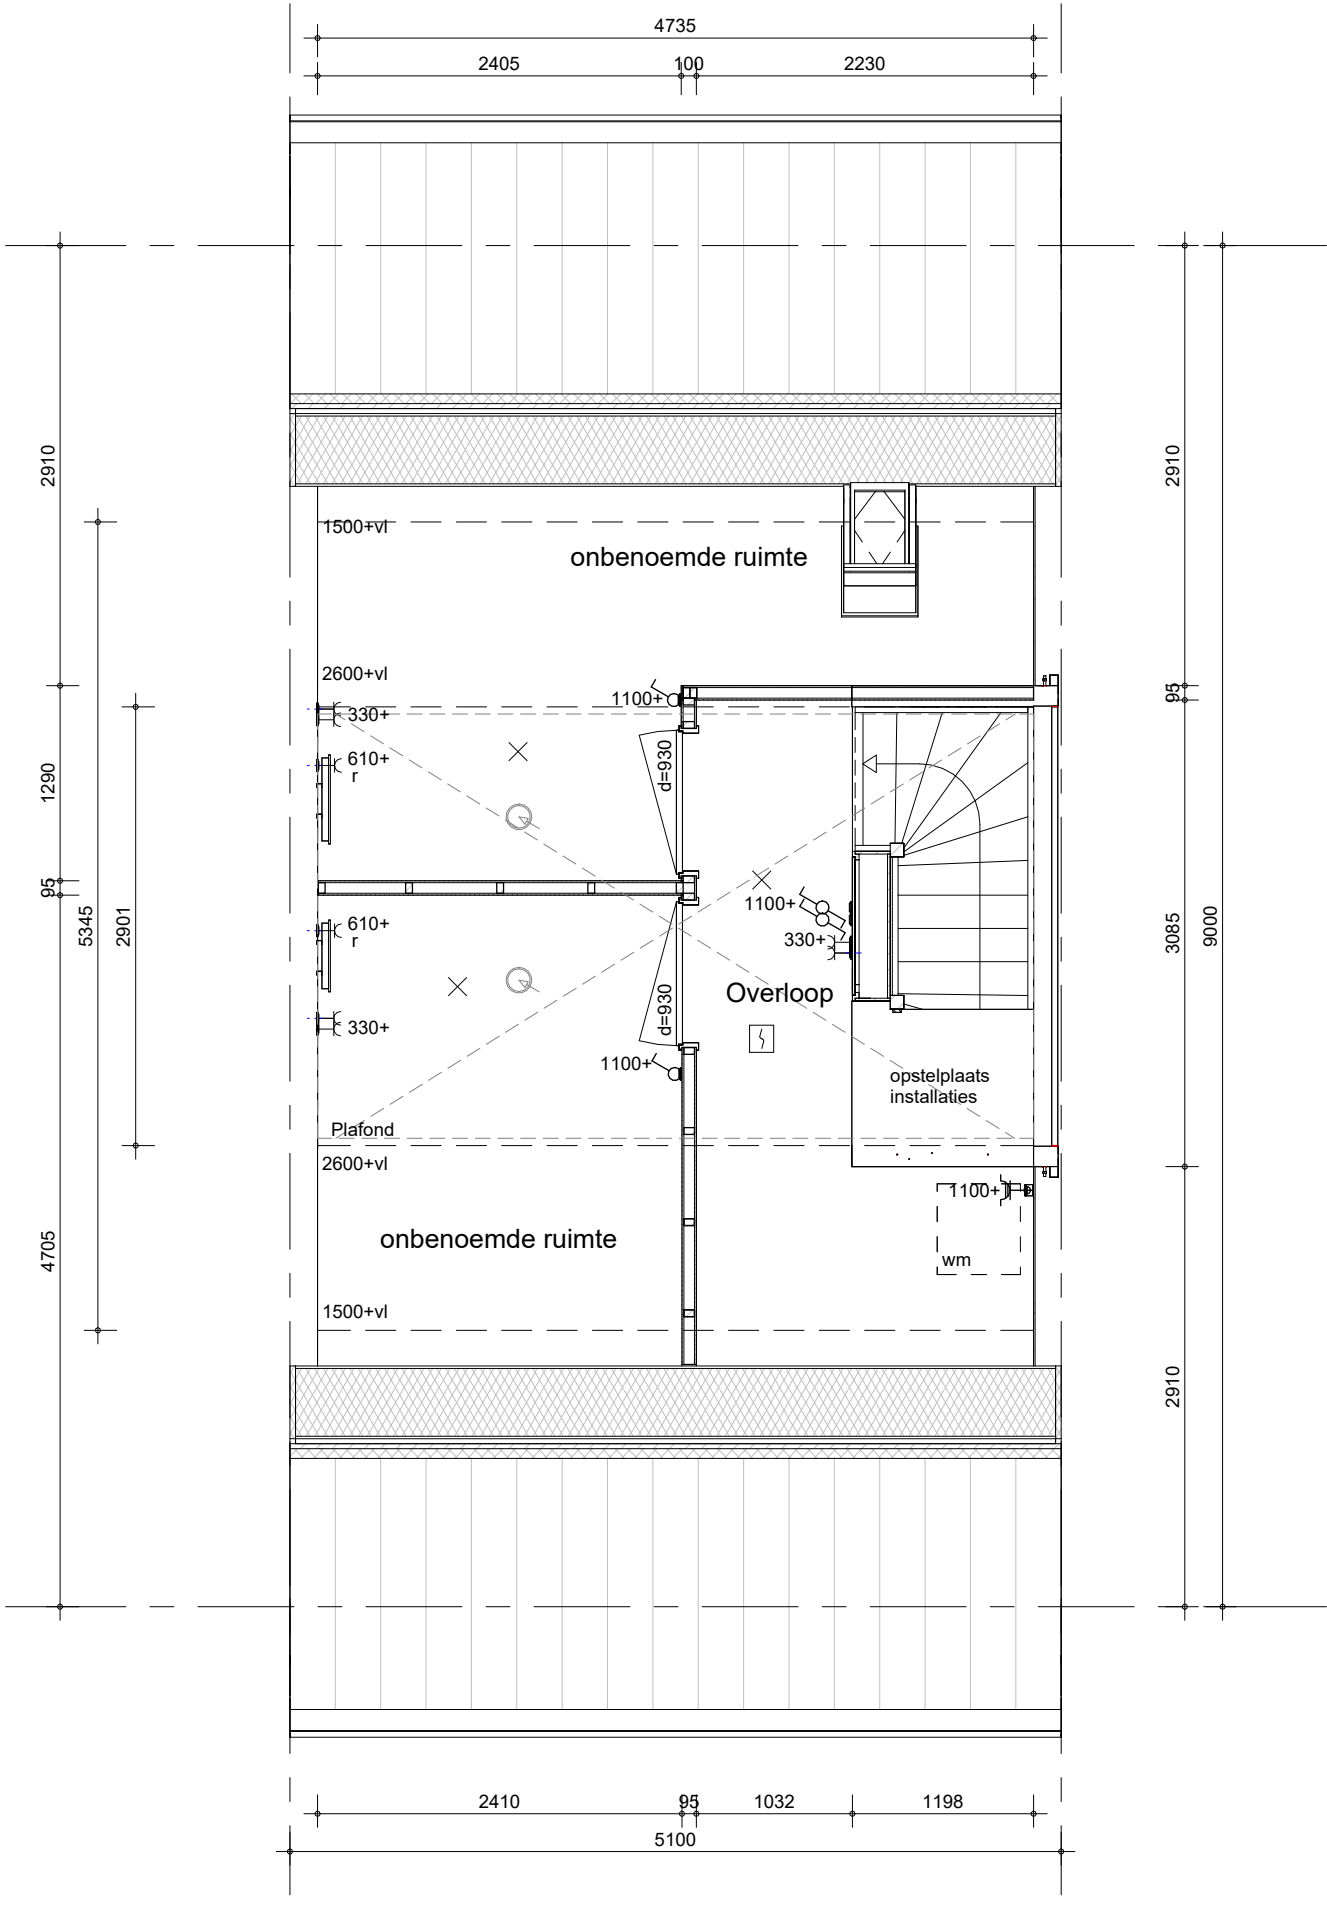 4735
2405 100 2230
2910
2910
1500+vl
onbenoemde ruimte
2600+vl
1100+
95
330+
610+
r
d=930
1290
95
1100+
330+
610+
r
5345
2901
3085
9000
Overloop
d=930
330+
1100+
opstelplaats
installaties
Plafond
2600+vl
1100+
onbenoemde ruimte
wm
4705
1500+vl
2910
2410 95 1032 1198
5100